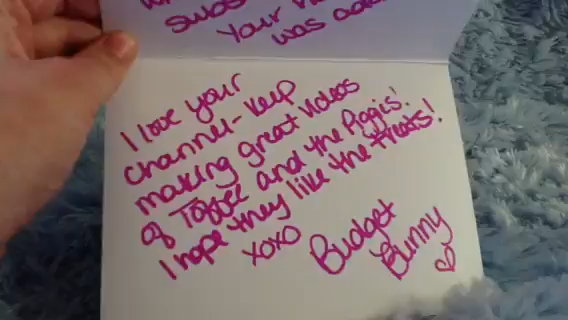 Your
was
I love your
channel - keep
making great videos
of Toffee and the Piggis!
I hope they like the treats!
xoxo
Budget
Bunny